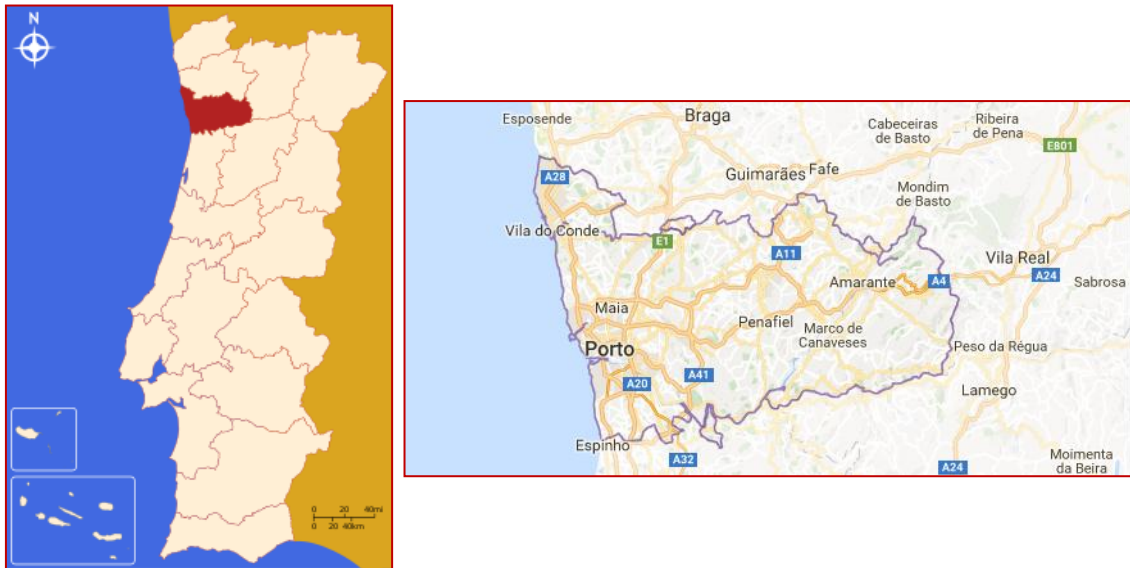 N
0 20 40mi
0 20 40km
Esposende
Braga
Cabeceiras
de Basto
Ribeira
de Pena
E801
A28
Guimarães
Fafe
Mondim
de Basto
Vila do Conde
E1
A11
Vila Real
Amarante
A4
A24
Sabrosa
Maia
Penafiel
Marco de
Canaveses
Porto
Peso da Régua
A20
A41
Lamego
Espinho
A32
A24
Moimenta
da Beira